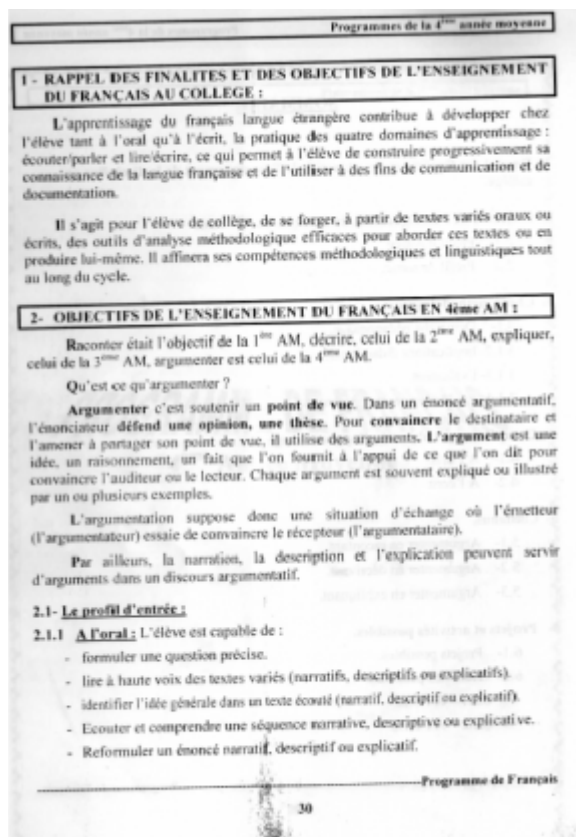 Programmes de la 4ème année moyenne
1 - RAPPEL DES FINALITES ET DES OBJECTIFS DE L'ENSEIGNEMENT
DU FRANÇAIS AU COLLEGE :
L'apprentissage du français langue étrangère contribue à développer chez
l'élève tant à l'oral qu'à l'écrit, la pratique des quatre domaines d'apprentissage :
écouter/parler et lire/écrire, ce qui permet à l'élève de construire progressivement sa
connaissance de la langue française et de l'utiliser à des fins de communication et de
documentation.
Il s'agit pour l'élève de collège, de se forger, à partir de textes variés oraux ou
écrits, des outils d'analyse méthodologique efficaces pour aborder ces textes ou en
produire lui-même. Il affinera ses compétences méthodologiques et linguistiques tout
au long du cycle.
2- OBJECTIFS DE L'ENSEIGNEMENT DU FRANÇAIS EN 4ème AM :
Raconter était l'objectif de la 1ère AM, décrire, celui de la 2ème AM, expliquer,
celui de la 3ème AM, argumenter est celui de la 4ème AM.
Qu'est ce qu'argumenter ?
Argumenter c'est soutenir un point de vue. Dans un énoncé argumentatif,
l'énonciateur défend une opinion, une thèse. Pour convaincre le destinataire et
l'amener à partager son point de vue, il utilise des arguments. L'argument est une
idée, un raisonnement, un fait que l'on fournit à l'appui de ce que l'on dit pour
convaincre l'auditeur ou le lecteur. Chaque argument est souvent expliqué ou illustré
par un ou plusieurs exemples.
L'argumentation suppose donc une situation d'échange où l'émetteur
(l'argumentateur) essaie de convaincre le récepteur (l'argumentataire).
Par ailleurs, la narration, la description et l'explication peuvent servir
d'arguments dans un discours argumentatif.
2.1- Le profil d'entrée :
2.1.1 A l'oral : L'élève est capable de :
- formuler une question précise.
- lire à haute voix des textes variés (narratifs, descriptifs ou explicatifs).
- identifier l'idée générale dans un texte écouté (narratif, descriptif ou explicatif).
- Ecouter et comprendre une séquence narrative, descriptive ou explicative.
- Reformuler un énoncé narratif, descriptif ou explicatif.
Programme de Français
30